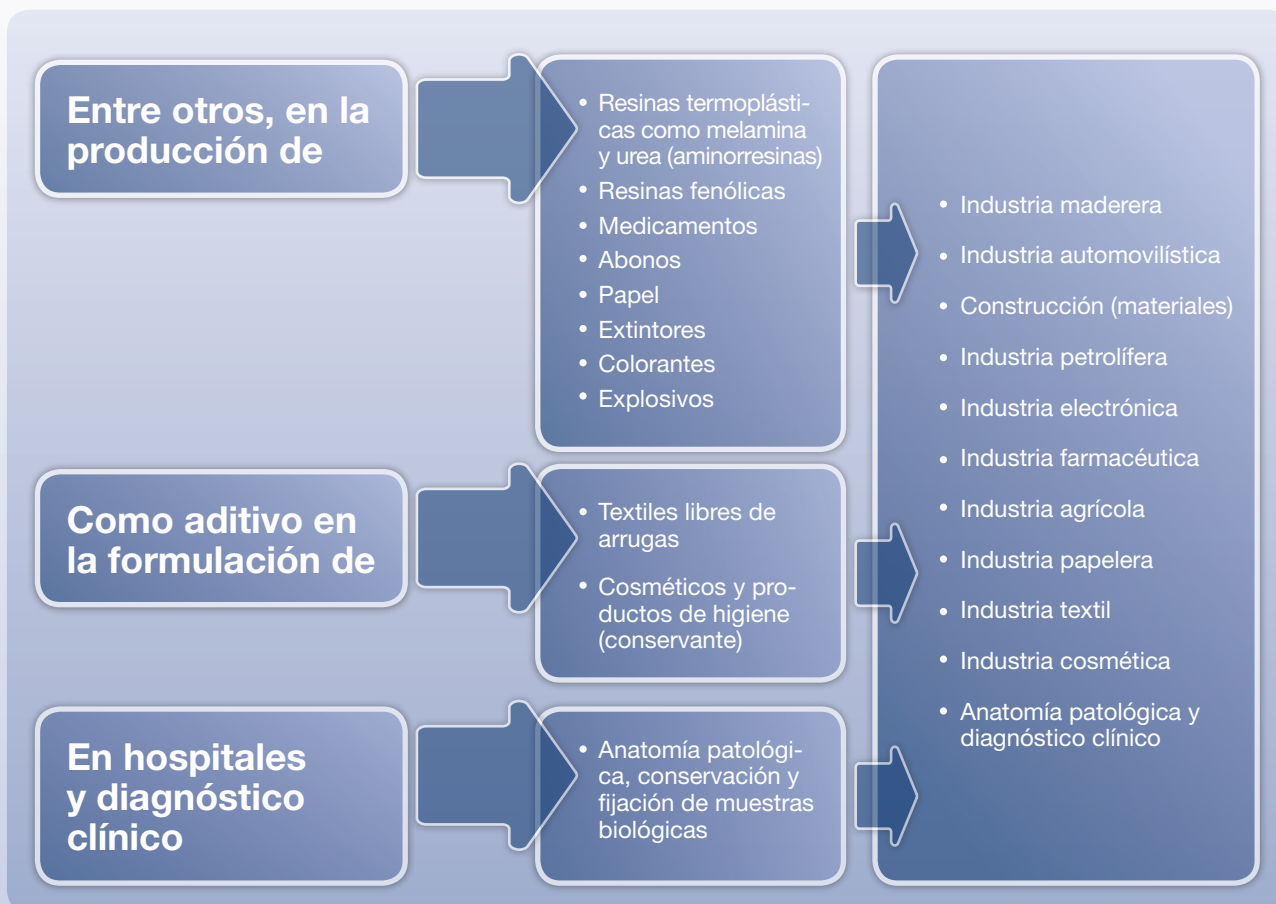 Entre otros, en la
producción de
• Resinas termoplásti-
cas como melamina
y urea (aminorresinas)
• Resinas fenólicas
• Medicamentos
• Abonos
• Papel
• Extintores
• Colorantes
• Explosivos
Como aditivo en
la formulación de
• Textiles libres de
arrugas
• Cosméticos y pro-
ductos de higiene
(conservante)
En hospitales
y diagnóstico
clínico
• Anatomía patológi-
ca, conservación y
fijación de muestras
biológicas
• Industria maderera
• Industria automovilística
• Construcción (materiales)
• Industria petrolífera
• Industria electrónica
• Industria farmacéutica
• Industria agrícola
• Industria papelera
• Industria textil
• Industria cosmética
• Anatomía patológica y
diagnóstico clínico